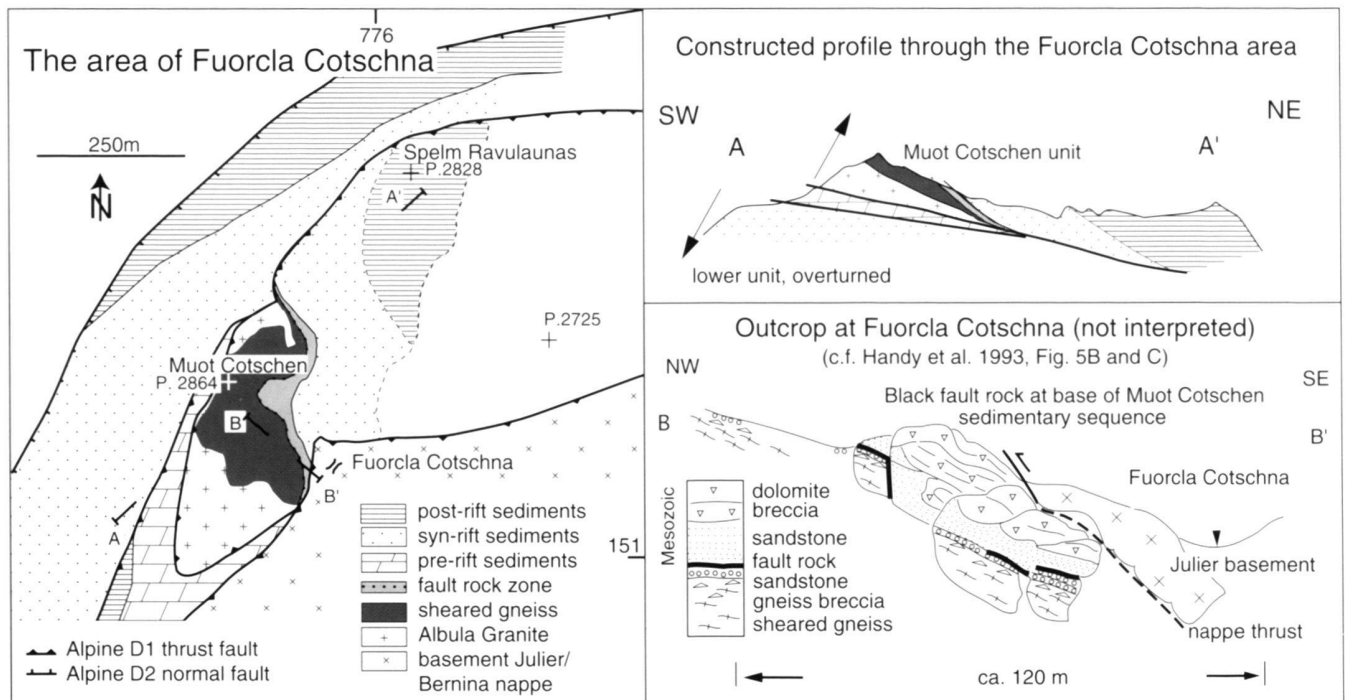 776
The area of Fuorcla Cotschna
250m
N
Spelm Ravulaunas
P.2828
A'
P.2725
Muot Cotschen
P. 2864
B
Fuorcla Cotschna
B'
A
151
post-rift sediments
syn-rift sediments
pre-rift sediments
fault rock zone
sheared gneiss
Albula Granite
basement Julier/
Bernina nappe
Alpine D1 thrust fault
Alpine D2 normal fault
Constructed profile through the Fuorcla Cotschna area
SW
NE
A
Muot Cotschen unit
A'
lower unit, overturned
Outcrop at Fuorcla Cotschna (not interpreted)
(c.f. Handy et al. 1993, Fig. 5B and C)
NW
SE
Black fault rock at base of Muot Cotschen
sedimentary sequence
B
B'
Fuorcla Cotschna
Mesozoic
dolomite
breccia
sandstone
fault rock
sandstone
gneiss breccia
sheared gneiss
Julier basement
nappe thrust
ca. 120 m